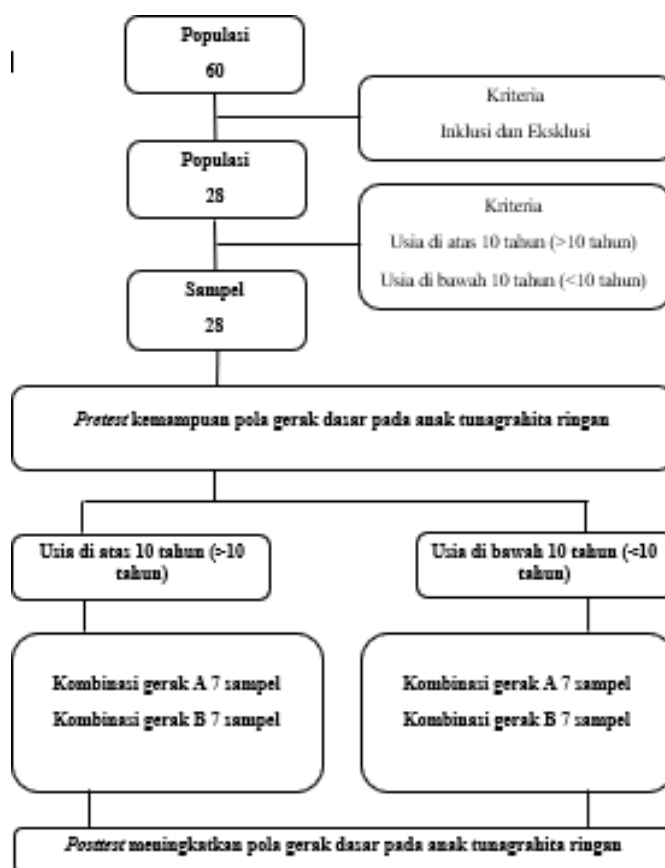 Populasi
60
Kriteria
Inklusi dan Eksklusi
Populasi
28
Kriteria
Usia di atas 10 tahun (>10 tahun)
Usia di bawah 10 tahun (<10 tahun)
Sampel
28
Pretest kemampuan pola gerak dasar pada anak tunagrahita ringan
Usia di atas 10 tahun (>10
tahun)
Usia di bawah 10 tahun (<10
tahun)
Kombinasi gerak A 7 sampel
Kombinasi gerak B 7 sampel
Kombinasi gerak A 7 sampel
Kombinasi gerak B 7 sampel
Posttest meningkatkan pola gerak dasar pada anak tunagrahita ringan